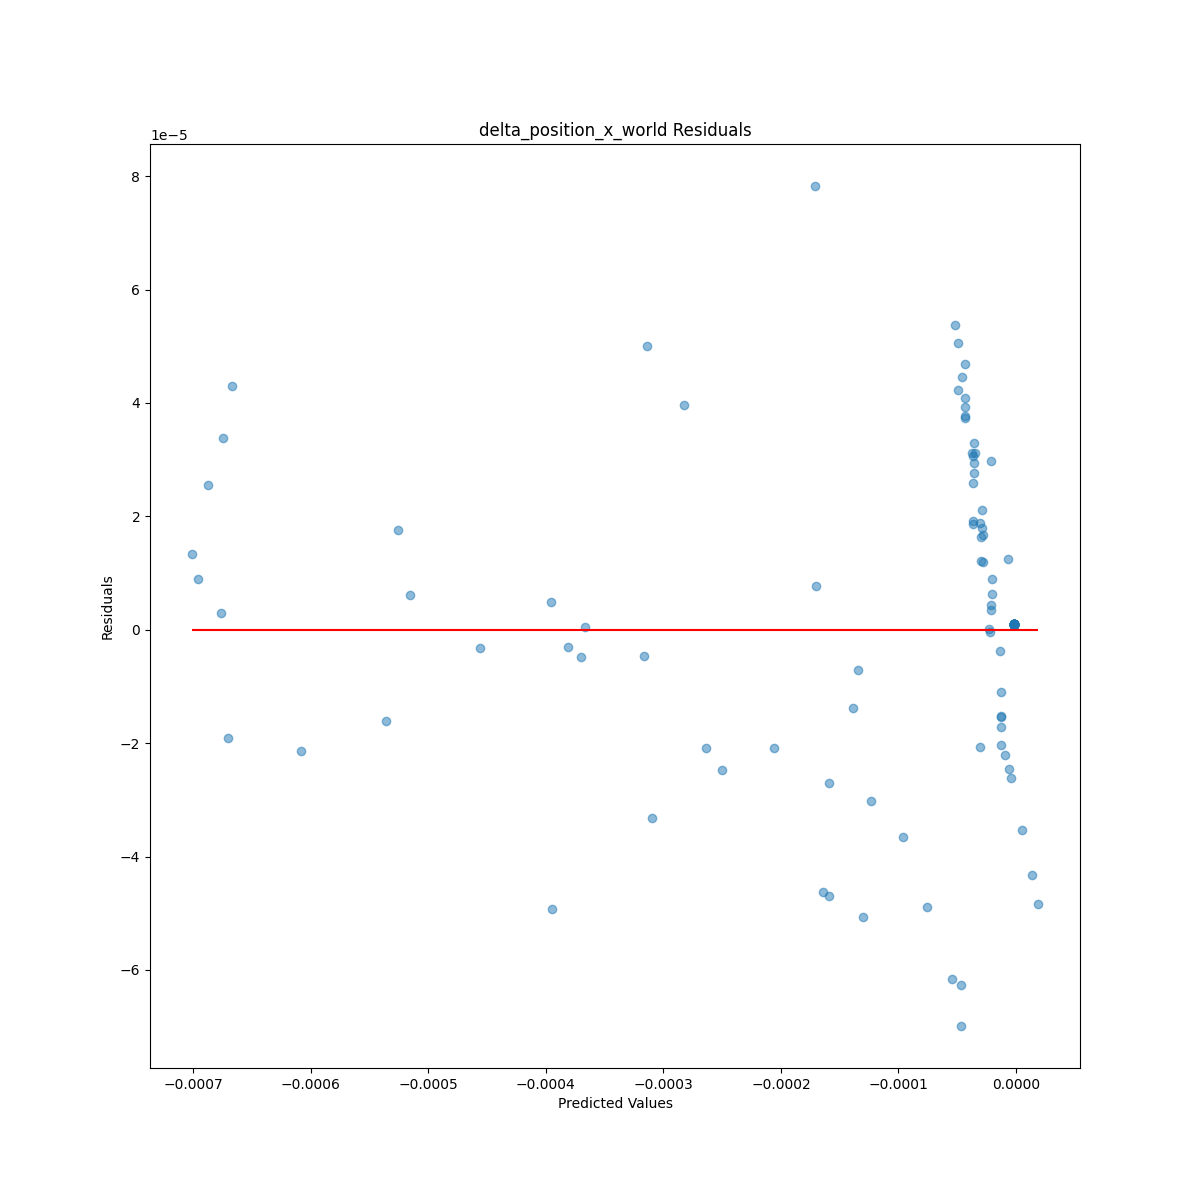 delta_position_x_world Residuals
1e−5
8
6
4
2
0
−2
−4
−6
Residuals
−0.0007 −0.0006 −0.0005 −0.0004 −0.0003 −0.0002 −0.0001 0.0000
Predicted Values